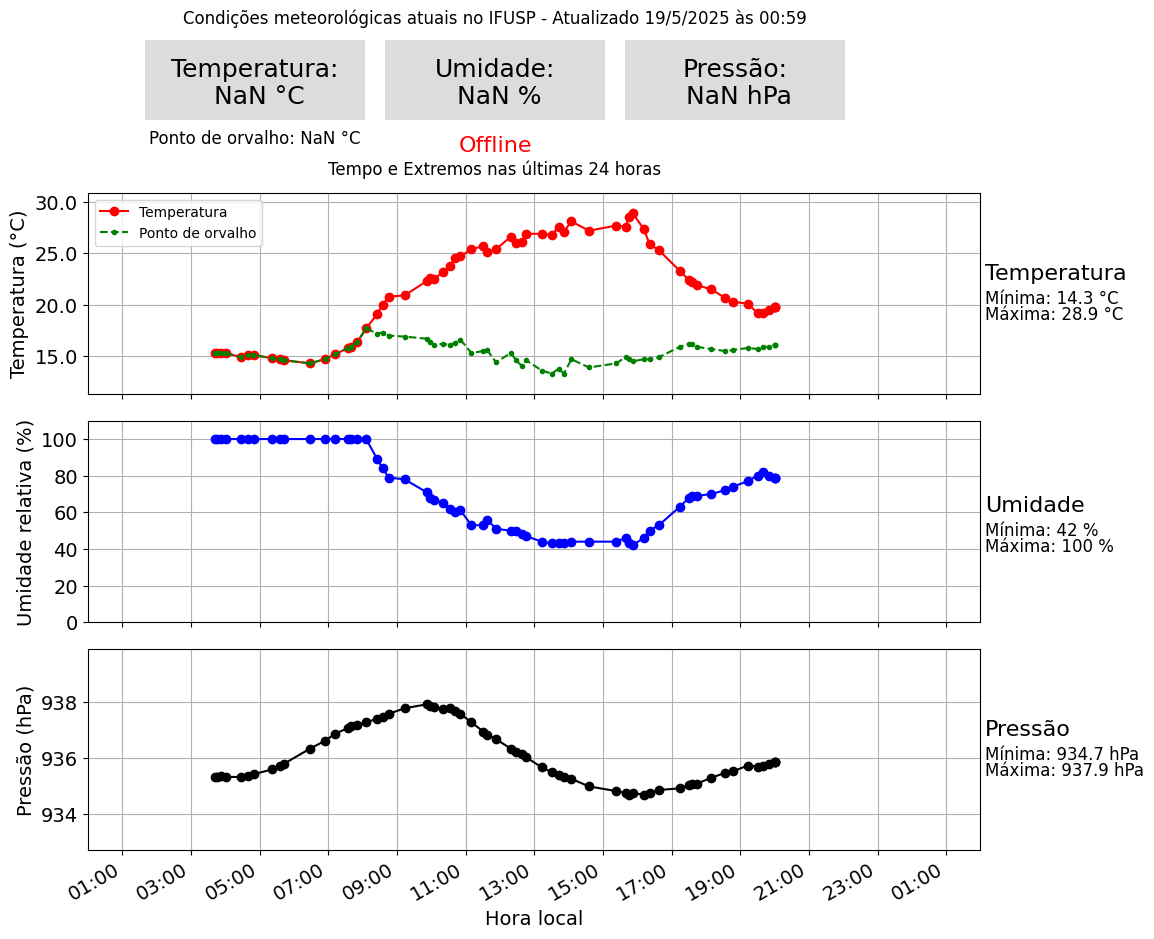 Condições meteorológicas atuais no IFUSP - Atualizado 19/5/2025 às 00:59
Temperatura:
NaN °C
Umidade:
NaN %
Pressão:
NaN hPa
Ponto de orvalho: NaN °C
Offline
Tempo e Extremos nas últimas 24 horas
Temperatura (°C)
30.0
25.0
20.0
15.0
Temperatura
Ponto de orvalho
Temperatura
Mínima: 14.3 °C
Máxima: 28.9 °C
Umidade relativa (%)
100
80
60
40
20
0
Umidade
Mínima: 42 %
Máxima: 100 %
Pressão (hPa)
938
936
934
Pressão
Mínima: 934.7 hPa
Máxima: 937.9 hPa
01:00
03:00
05:00
07:00
09:00
11:00
13:00
15:00
17:00
19:00
21:00
23:00
01:00
Hora local